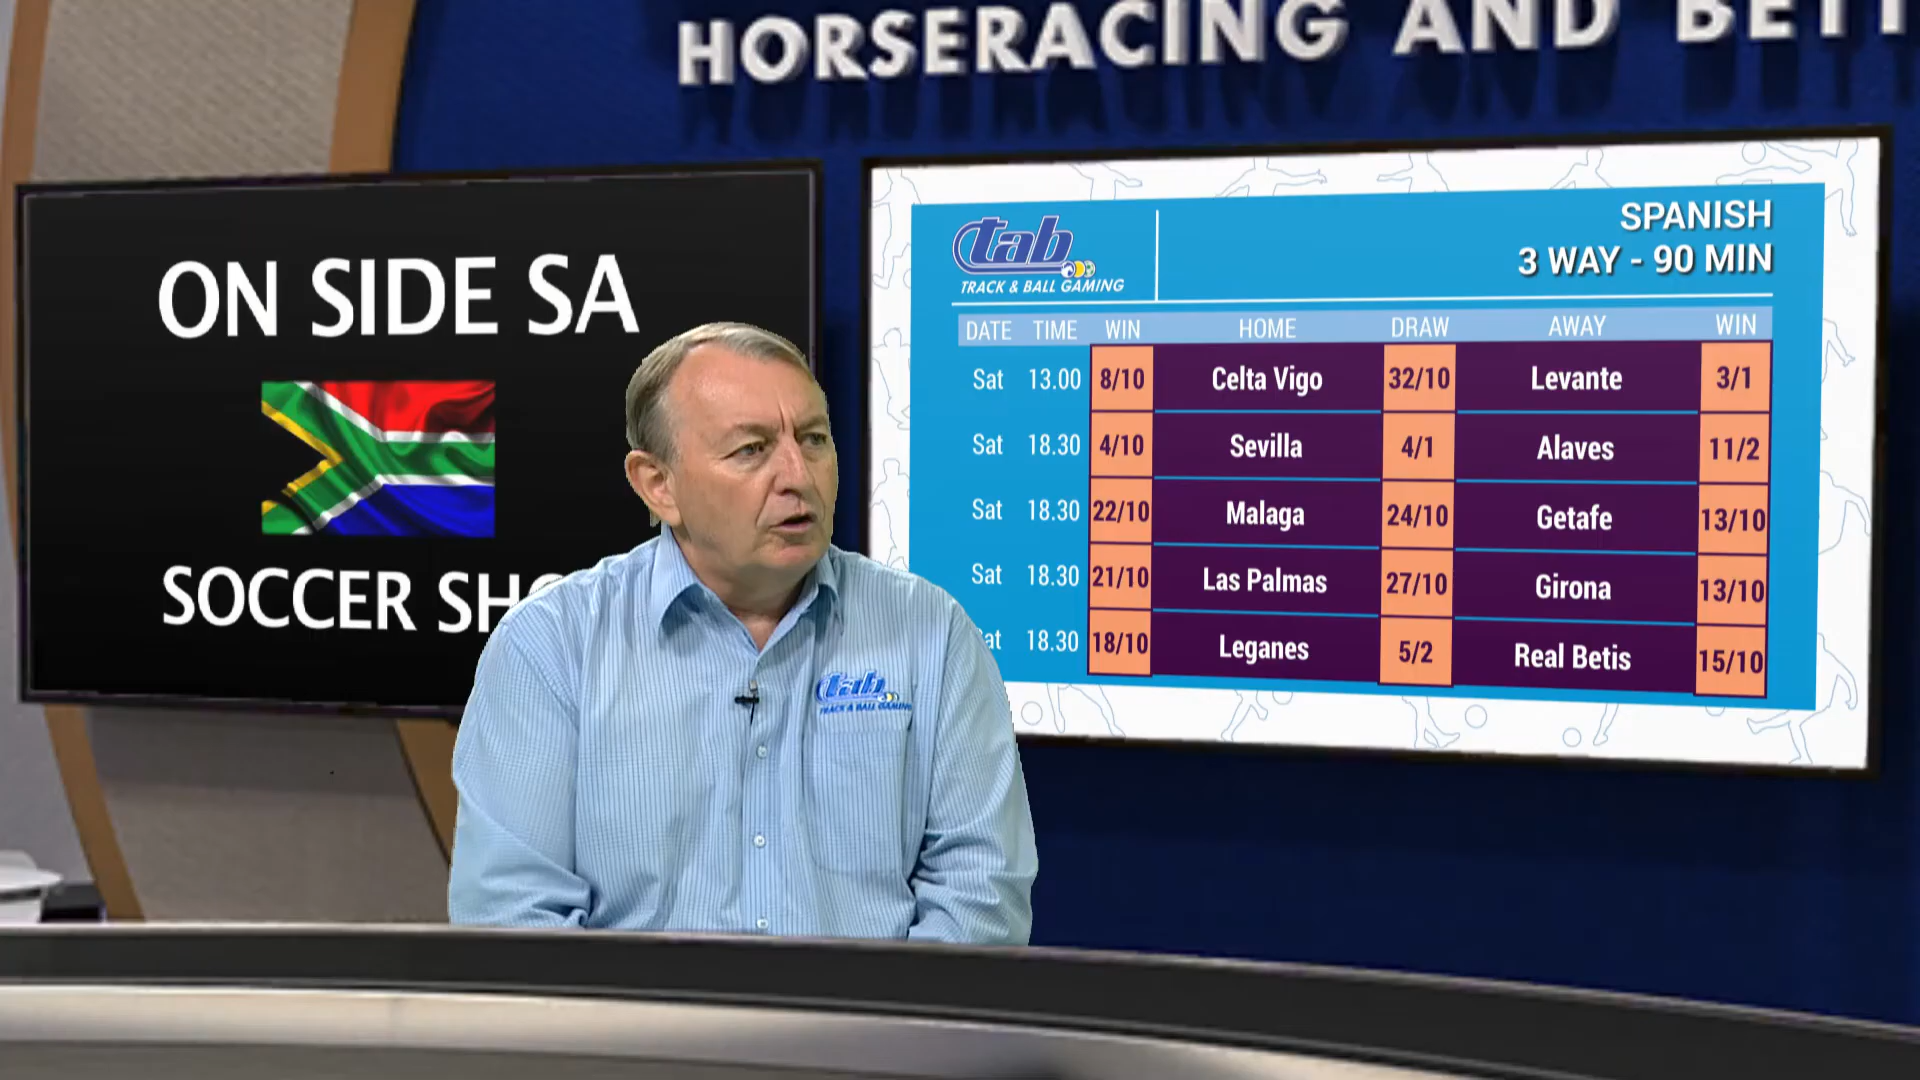 HORSERACING AND
ON SIDE SA
SOCCER
tab
TRACK & BALL GAMING
SPANISH
3 WAY - 90 MIN
DATE TIME WIN HOME DRAW AWAY WIN
Sat 13.00 8/10 Celta Vigo 32/10 Levante 3/1
Sat 18.30 4/10 Sevilla 4/1 Alaves 11/2
Sat 18.30 22/10 Malaga 24/10 Getafe 13/10
Sat 18.30 21/10 Las Palmas 27/10 Girona 13/10
18.30 18/10 Leganes 5/2 Real Betis 15/10
tab
TRACK & BALL GAMING